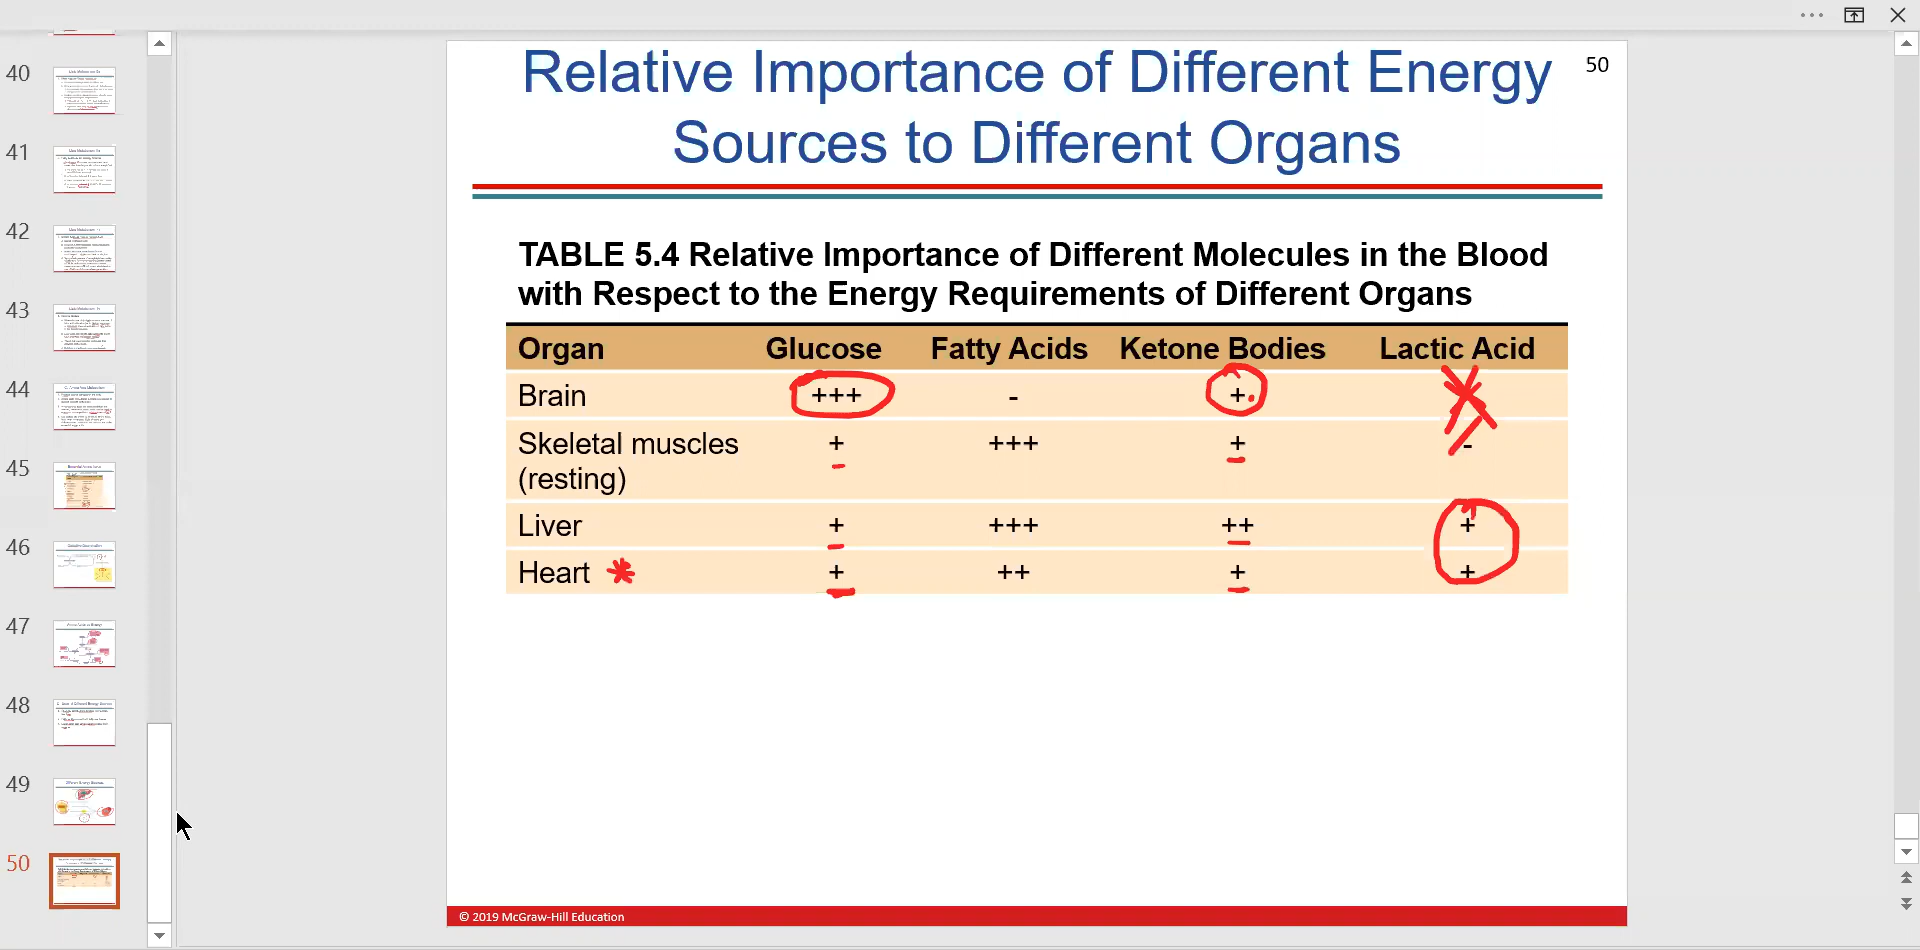 40
41
42
43
44
45
46
47
48
49
50
Relative Importance of Different Energy
Sources to Different Organs
50
TABLE 5.4 Relative Importance of Different Molecules in the Blood
with Respect to the Energy Requirements of Different Organs
Organ Glucose Fatty Acids Ketone Bodies Lactic Acid
Brain +++ - +
Skeletal muscles + +++ + -
(resting)
Liver + +++ ++ +
Heart * + ++ + +
© 2019 McGraw-Hill Education